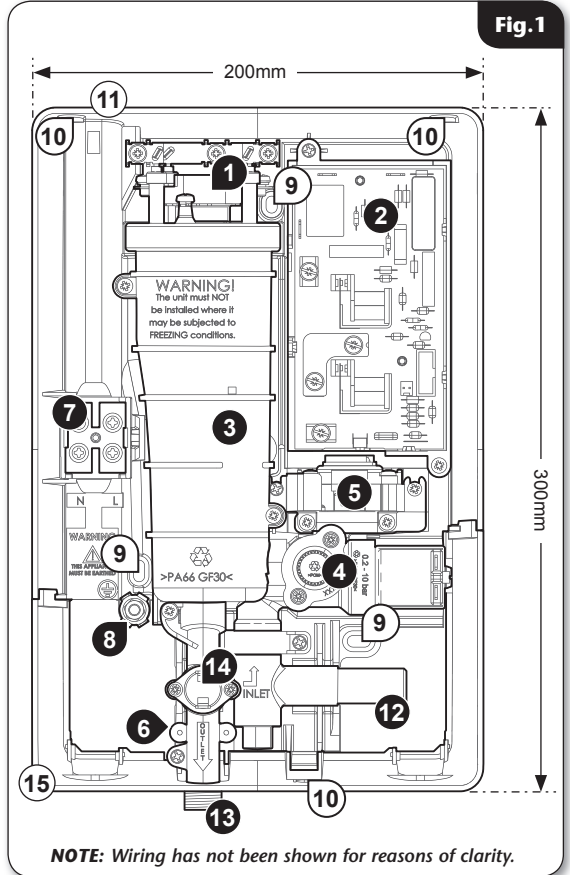 Fig.1
200mm
11
10
10
1
9
2
WARNING!
The unit must NOT
be installed where it
may be subjected to
FREEZING conditions.
7
3
5
N L
WARNING
THIS APPLIANCE
MUST BE EARTHED
9
>PA66 GF30<
4
0.2 - 10 bar
300mm
8
9
14
INLET
12
6
OUTLET
15
13
10
NOTE: Wiring has not been shown for reasons of clarity.